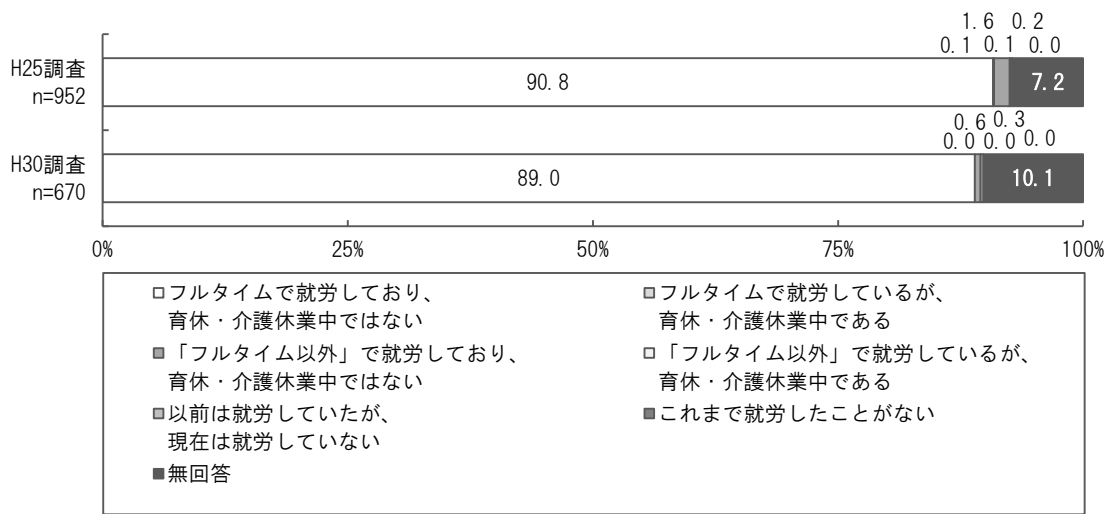 1.6 0.2
0.1 0.1 0.0
H25調査
n=952
90.8
7.2
0.6 0.3
0.0 0.0 0.0
H30調査
n=670
89.0
10.1
0% 25% 50% 75% 100%
フルタイムで就労しており、
育休・介護休業中ではない
フルタイムで就労しているが、
育休・介護休業中である
「フルタイム以外」で就労しており、
育休・介護休業中ではない
「フルタイム以外」で就労しているが、
育休・介護休業中である
以前は就労していたが、
現在は就労していない
これまで就労したことがない
無回答